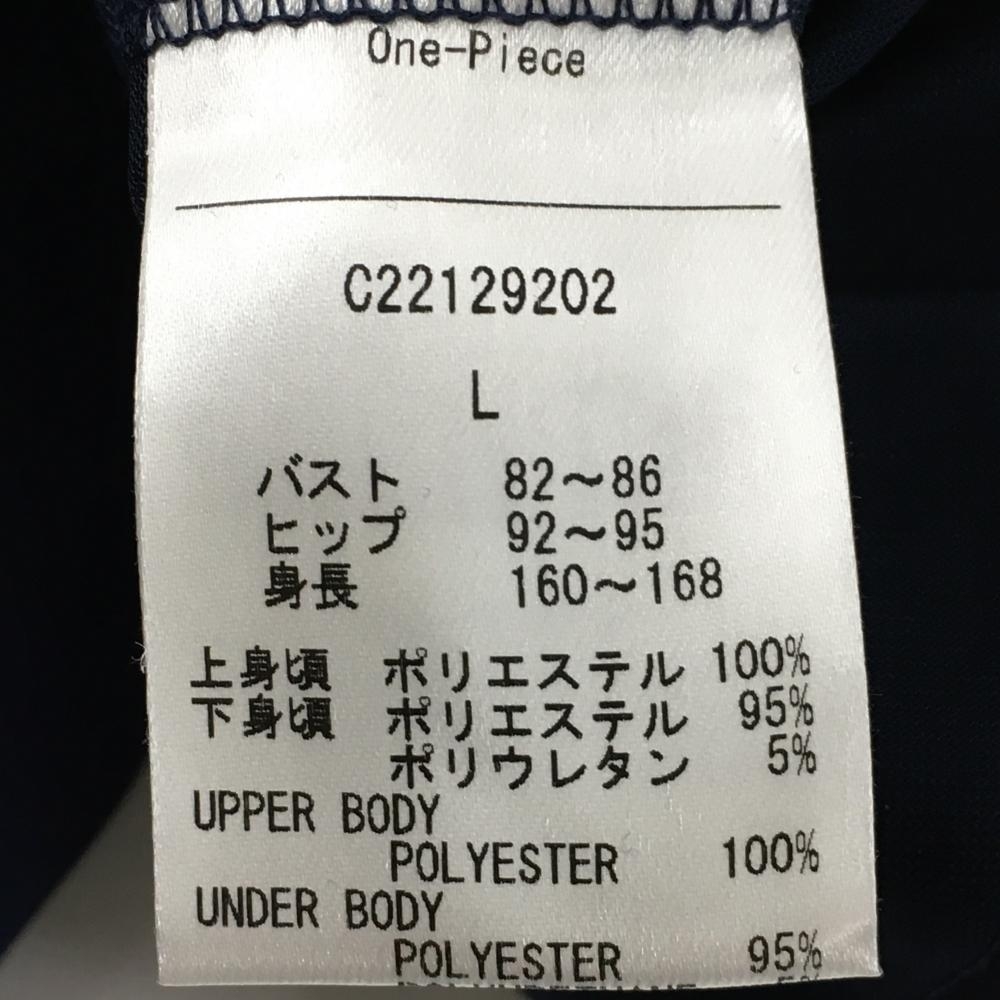 One-Piece
C22129202
L
バスト 82～86
ヒップ 92～95
身長 160～168
上身頃 ポリエステル 100%
下身頃 ポリエステル 95%
ポリウレタン 5%
UPPER BODY
POLYESTER 100%
UNDER BODY
POLYESTER 95%